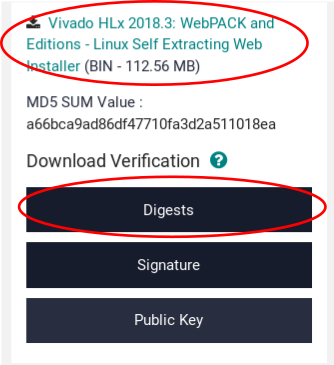 Vivado HLx 2018.3: WebPACK and
Editions - Linux Self Extracting Web
Installer (BIN - 112.56 MB)
MD5 SUM Value :
a66bca9ad86df47710fa3d2a511018ea
Download Verification ?
Digests
Signature
Public Key